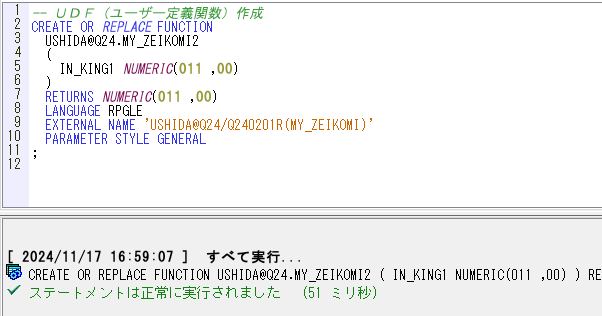 1 -- ＵＤＦ（ユーザー定義関数）作成
2 CREATE OR REPLACE FUNCTION
3 USHIDA@Q24.MY_ZEIKOMI2
4 (
5 IN_KING1 NUMERIC(011 ,00)
6 )
7 RETURNS NUMERIC(011 ,00)
8 LANGUAGE RPGLE
9 EXTERNAL NAME 'USHIDA@Q24/Q240201R(MY_ZEIKOMI)'
10 PARAMETER STYLE GENERAL
11 ;
12
[ 2024/11/17 16:59:07 ] すべて実行...
CREATE OR REPLACE FUNCTION USHIDA@Q24.MY_ZEIKOMI2 ( IN_KING1 NUMERIC(011 ,00) ) RE
ステートメントは正常に実行されました （51 ミリ秒）